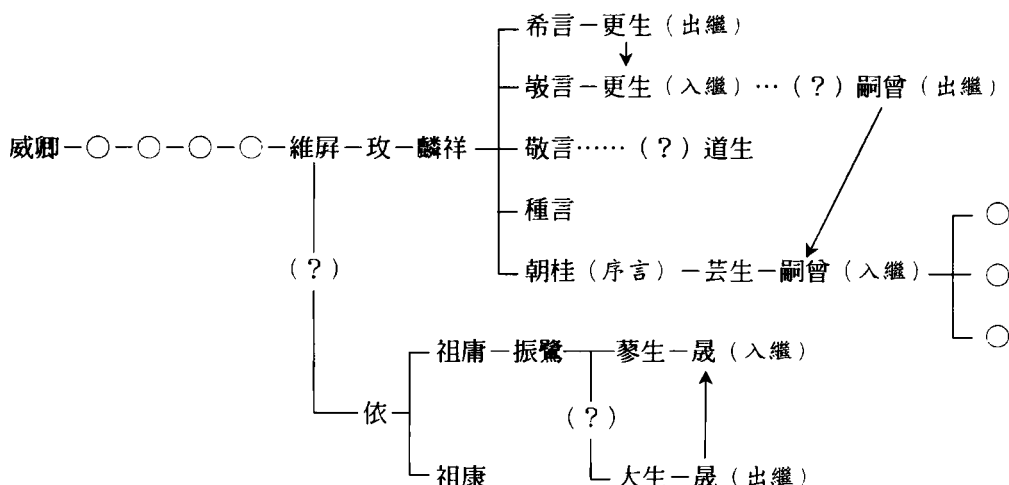 希言－更生（出繼）
敬言－更生（入繼）…（？）嗣曾（出繼）
威卿－○－○－○－○－維屏－玫－麟祥
敬言……（？）道生
種言
○
（？）
朝桂（序言）－芸生－嗣曾（入繼）
○
○
祖庸－振鷺
蓼生－晟（入繼）
依
（？）
祖康
大生－晟（出繼）